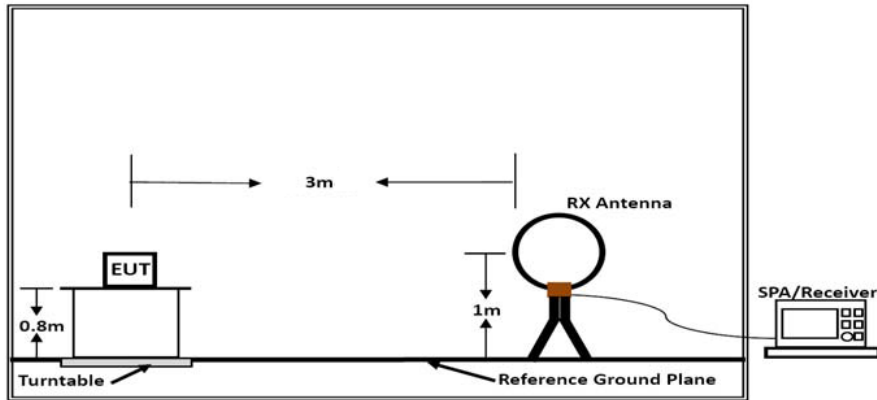 3m
RX Antenna
EUT
SPA/Receiver
0.8m
1m
Turntable
Reference Ground Plane